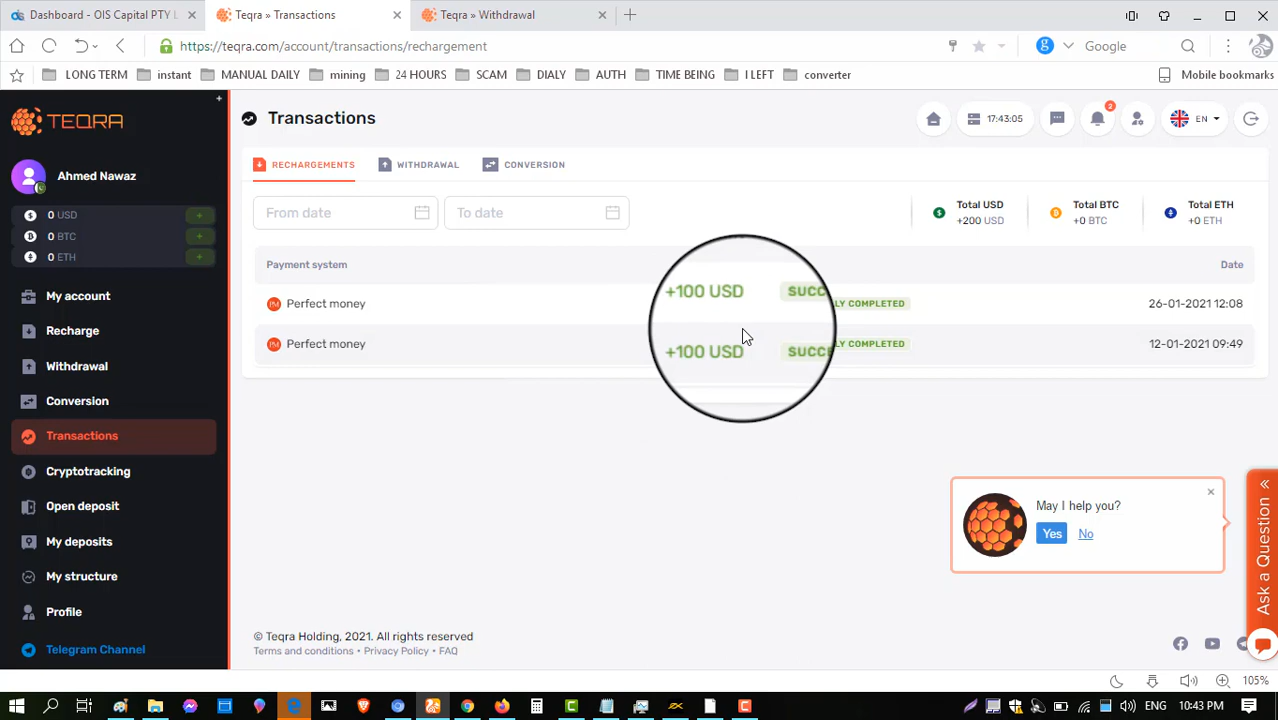 Dashboard - OIS Capital PTY L
Teqra » Transactions
Teqra » Withdrawal
https://teqra.com/account/transactions/rechargement
Google
LONG TERM
instant
MANUAL DAILY
mining
24 HOURS
SCAM
DIALY
AUTH
TIME BEING
I LEFT
converter
Mobile bookmarks
TEQRA
Transactions
17:43:05
2
EN
Ahmed Nawaz
0 USD
0 BTC
0 ETH
RECHARGEMENTS
WITHDRAWAL
CONVERSION
From date
To date
Total USD
+200 USD
Total BTC
+0 BTC
Total ETH
+0 ETH
Payment system
Date
Perfect money
+100 USD
SUCC
LY COMPLETED
26-01-2021 12:08
Perfect money
+100 USD
SUCCE
LY COMPLETED
12-01-2021 09:49
My account
Recharge
Withdrawal
Conversion
Transactions
Cryptotracking
Open deposit
My deposits
My structure
Profile
Telegram Channel
May I help you?
Yes
No
Ask a Question
© Teqra Holding, 2021. All rights reserved
Terms and conditions • Privacy Policy • FAQ
105%
ENG
10:43 PM